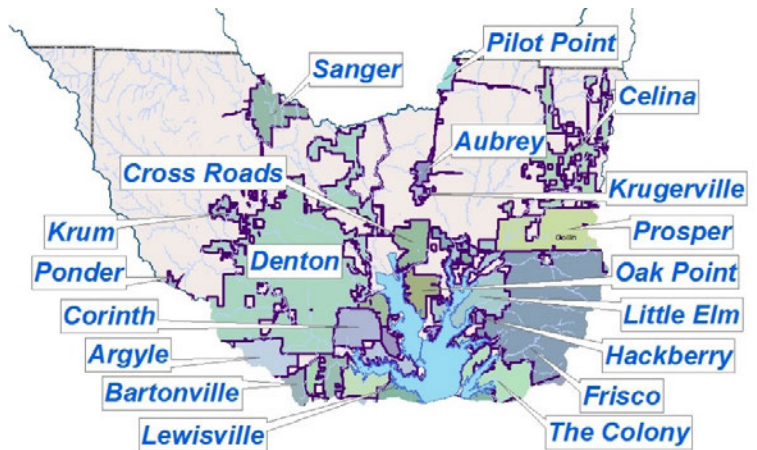 Pilot Point
Sanger
Celina
Aubrey
Cross Roads
Krugerville
Krum
Prosper
Collin
Denton
Ponder
Oak Point
Corinth
Little Elm
Argyle
Hackberry
Bartonville
Frisco
Lewisville
The Colony